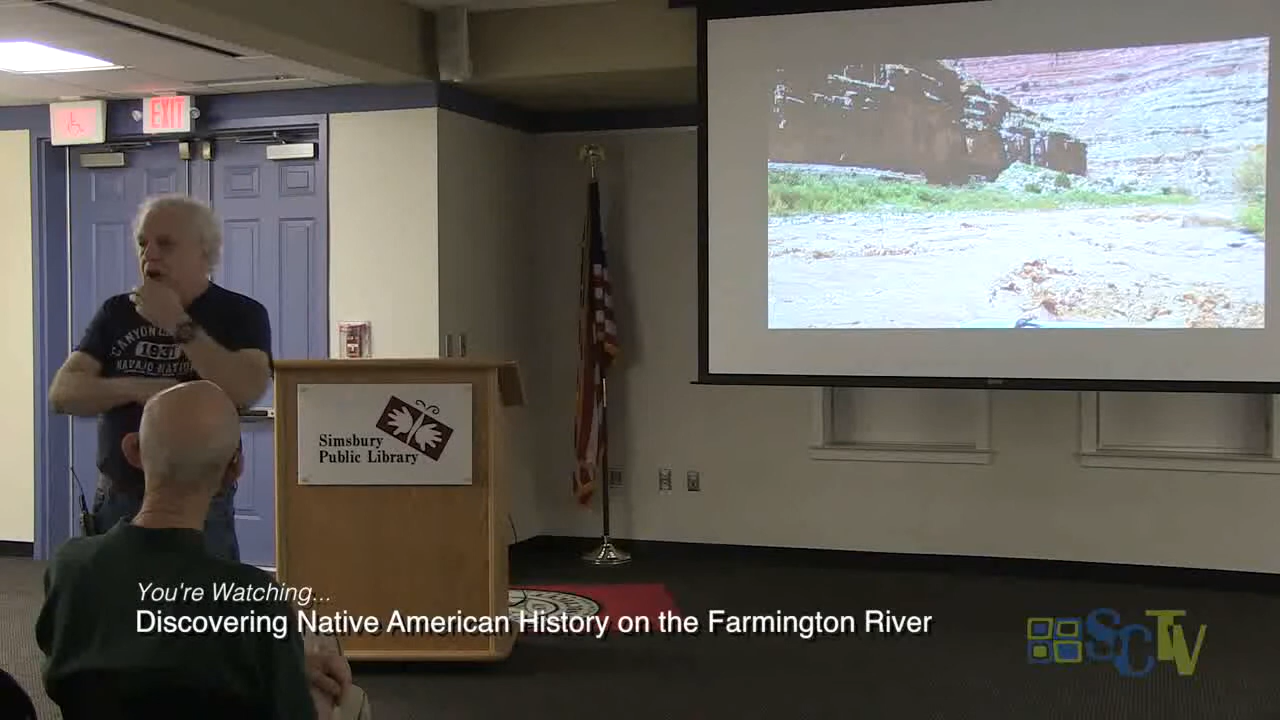 EXIT
CANYON
1931
NAVAJO NATION
Simsbury
Public Library
You're Watching...
Discovering Native American History on the Farmington River
SCTV